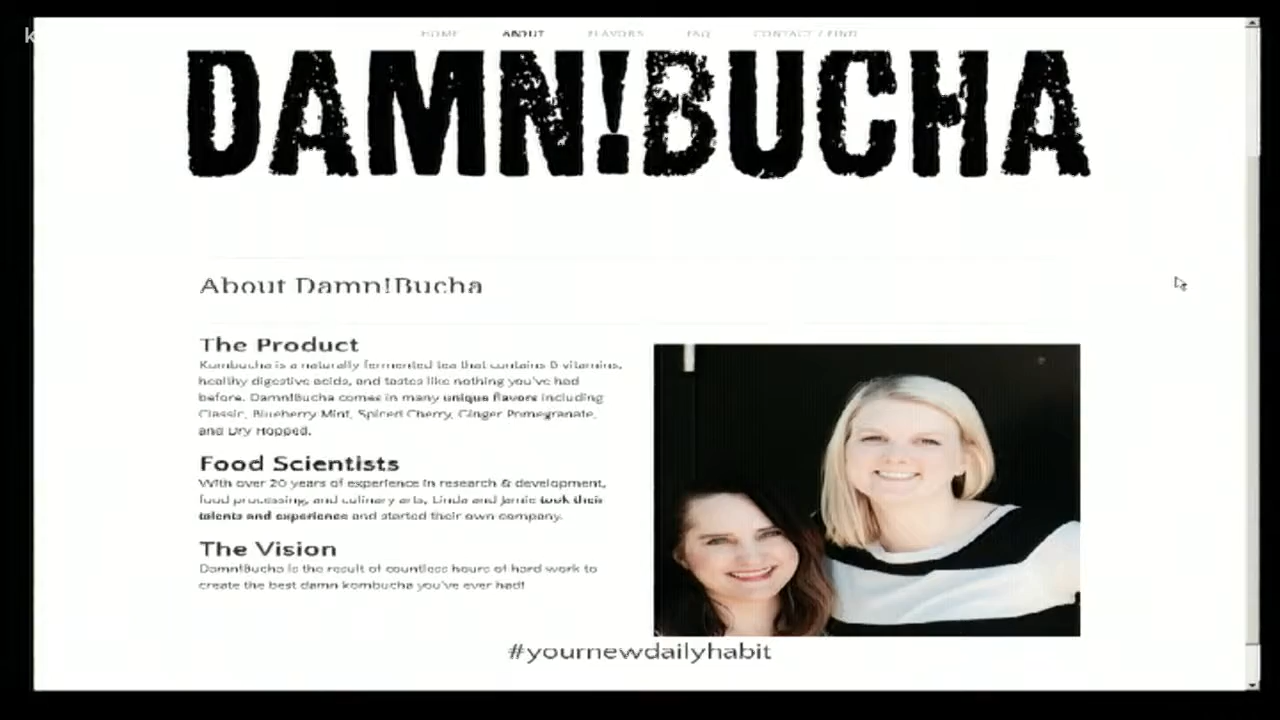 HOME ABOUT FLAVORS FAQ CONTACT / FIND
DAMN!BUCHA
About Damn!Bucha
The Product
Kombucha is a naturally fermented tea that contains B vitamins,
healthy digestive acids, and tastes like nothing you've had
before. Damn!Bucha comes in many unique flavors including
Classic, Blueberry Mint, Spiced Cherry, Ginger Pomegranate,
and Dry Hopped.
Food Scientists
With over 20 years of experience in research & development,
food processing, and culinary arts, Linda and Jamie took their
talents and experience and started their own company.
The Vision
Damn!Bucha is the result of countless hours of hard work to
create the best damn kombucha you've ever had!
#yournewdailyhabit